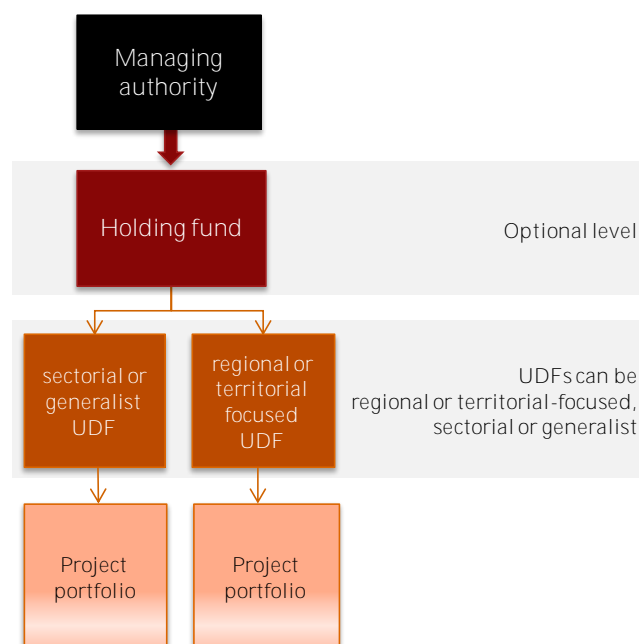 Managing
authority
Holding fund
Optional level
sectorial or
generalist
UDF
regional or
territorial
focused
UDF
UDFs can be
regional or territorial-focused,
sectorial or generalist
Project
portfolio
Project
portfolio